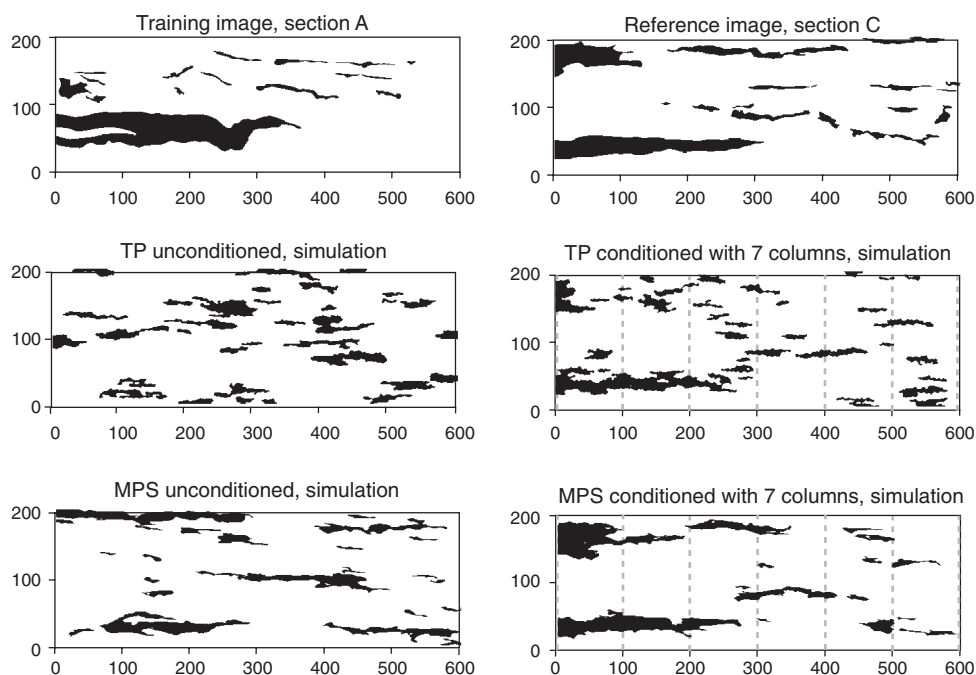 Training image, section A
200
100
0
0 100 200 300 400 500 600
Reference image, section C
200
100
0
0 100 200 300 400 500 600
TP unconditioned, simulation
200
100
0
0 100 200 300 400 500 600
TP conditioned with 7 columns, simulation
200
100
0
0 100 200 300 400 500 600
MPS unconditioned, simulation
200
100
0
0 100 200 300 400 500 600
MPS conditioned with 7 columns, simulation
200
100
0
0 100 200 300 400 500 600